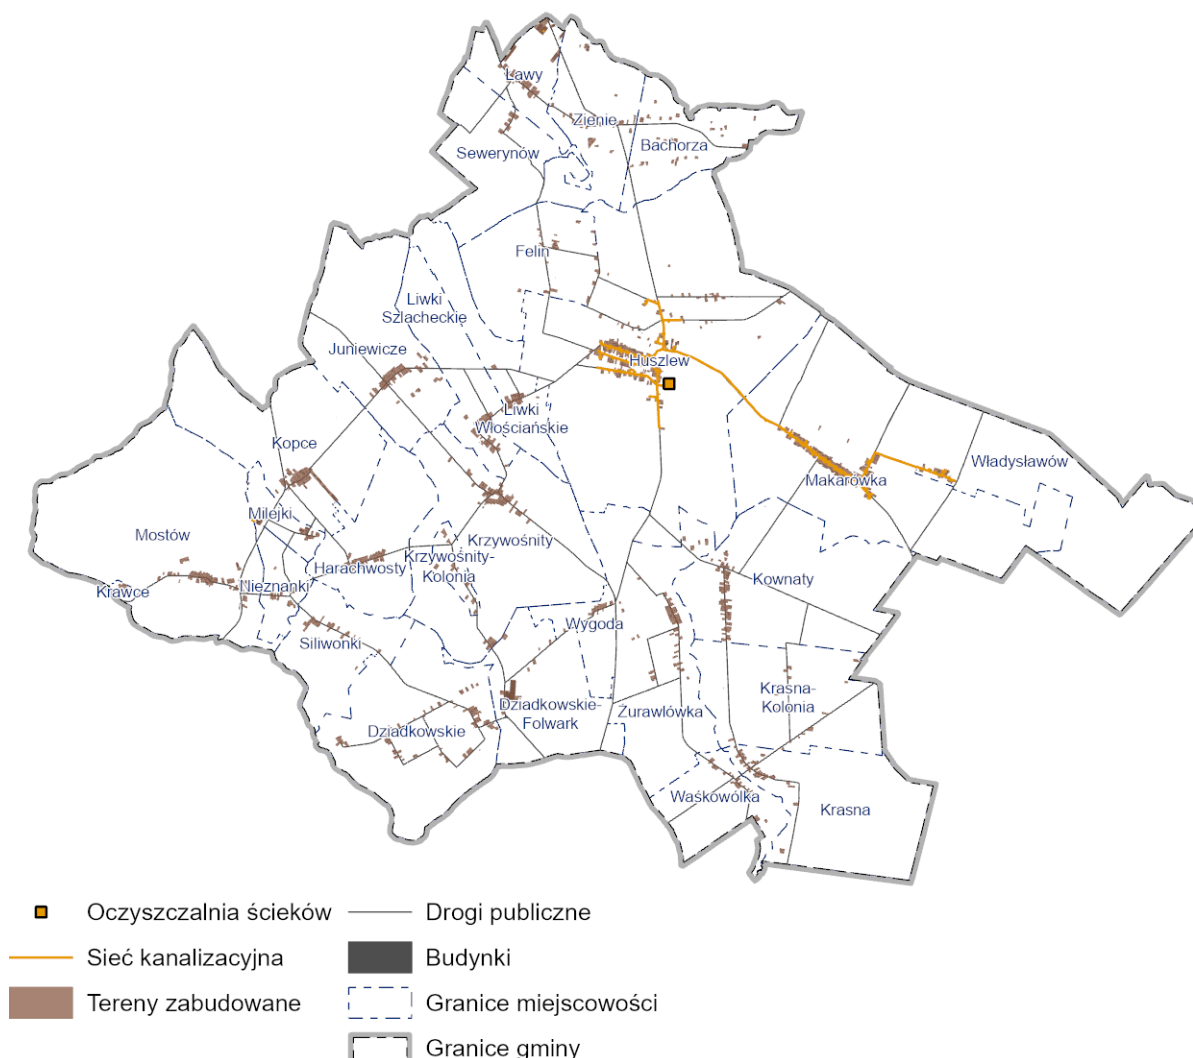 Ławy
Zienie
Bachorza
Sewerynów
Felin
Liwki
Szlacheckie
Juniewicze
Huszlew
Liwki
Włościańskie
Kopce
Władysławów
Makarówka
Milejki
Mostów
Krzywośnity
Harachwosty
Krzywośnity-
Kolonia
Kownaty
Krawce
Nieznanki
Wygoda
Siliwonki
Krasna-
Kolonia
Dziadkowskie-
Folwark
Żurawlówka
Dziadkowskie
Waśkowólka
Krasna
Oczyszczalnia ścieków
Drogi publiczne
Sieć kanalizacyjna
Budynki
Tereny zabudowane
Granice miejscowości
Granice gminy